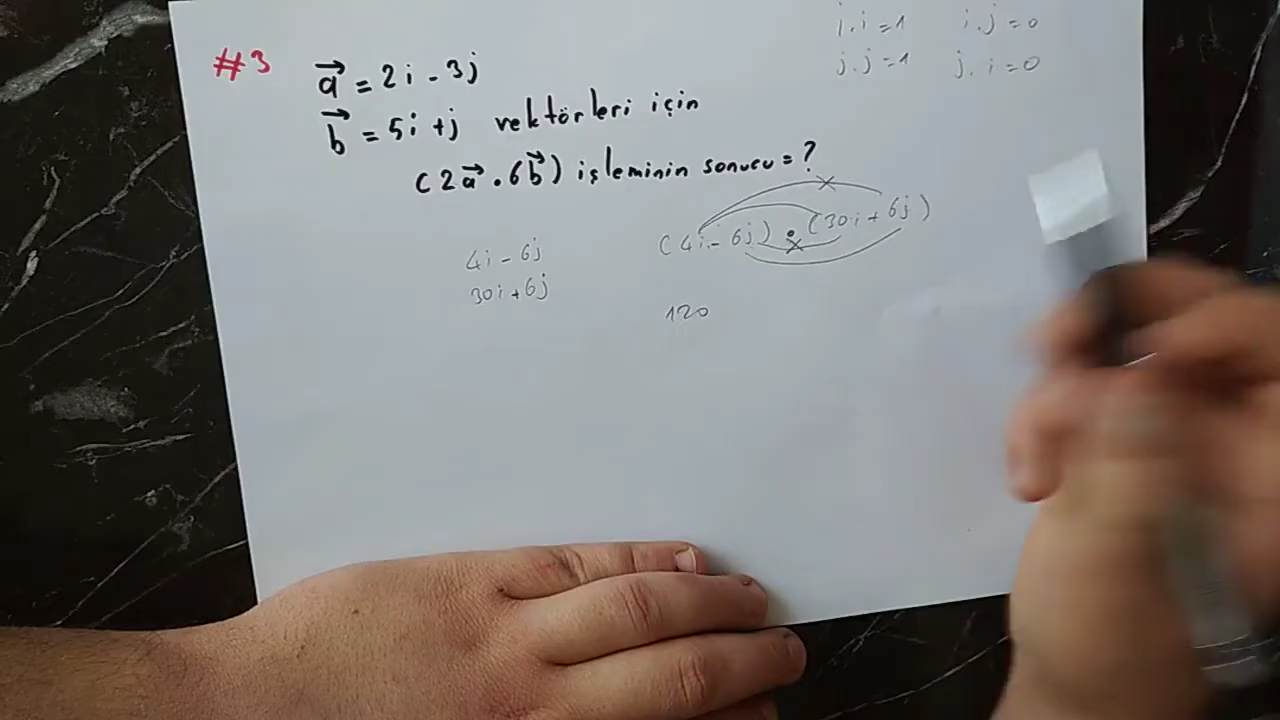 i.i=1 i.j=0
j.j=1 j.i=0
#3 a=2i-3j
b=5i+j vektörleri için
(2a.6b) işleminin sonucu=?
(4i-6j).(30i+6j)
4i-6j
30i+6j
120